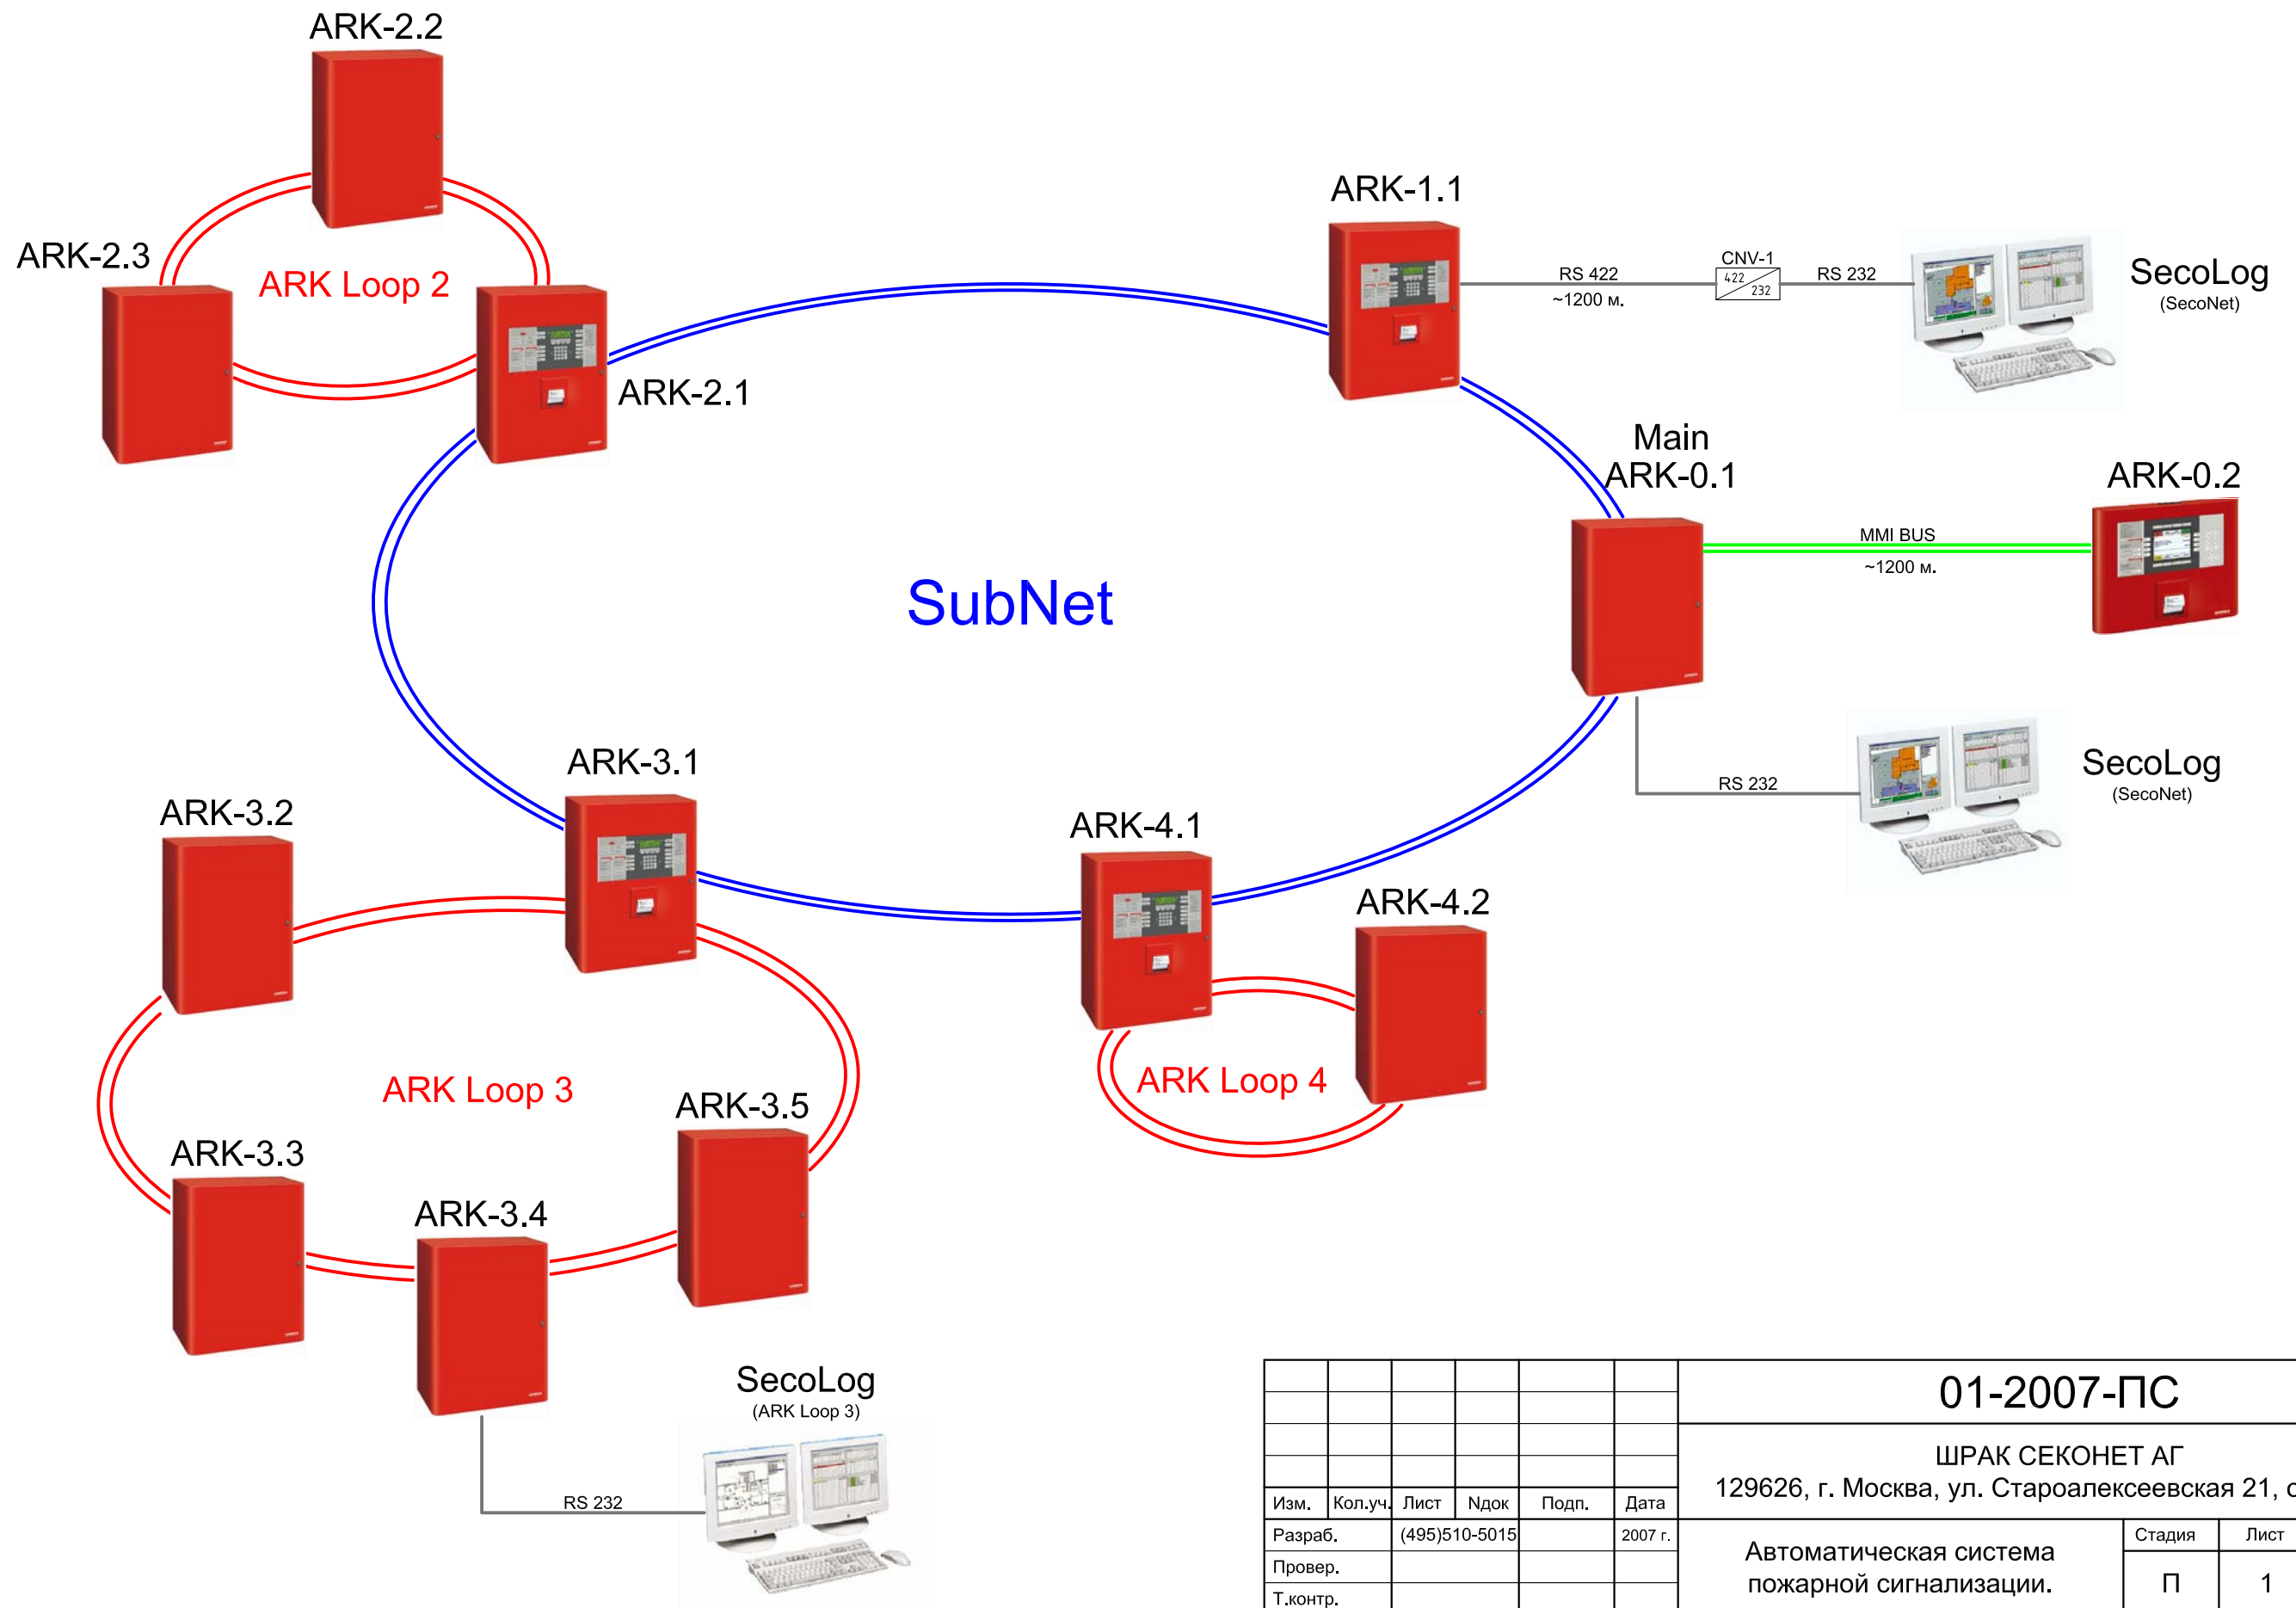 ARK-2.2
ARK-2.3
ARK Loop 2
ARK-2.1
ARK-1.1
RS 422
~1200 м.
CNV-1
422
232
RS 232
SecoLog
(SecoNet)
Main
ARK-0.1
MMI BUS
~1200 м.
ARK-0.2
SubNet
RS 232
SecoLog
(SecoNet)
ARK-3.1
ARK-3.2
ARK-4.1
ARK-4.2
ARK Loop 3
ARK Loop 4
ARK-3.5
ARK-3.3
ARK-3.4
SecoLog
(ARK Loop 3)
RS 232
01-2007-ПС
ШРАК СЕКОНЕТ АГ
129626, г. Москва, ул. Староалексеевская 21, с
Изм. Кол.уч. Лист Nдок Подп. Дата
Разраб. (495)510-5015 2007 г.
Провер.
Т.контр.
Автоматическая система
пожарной сигнализации.
Стадия Лист
П 1